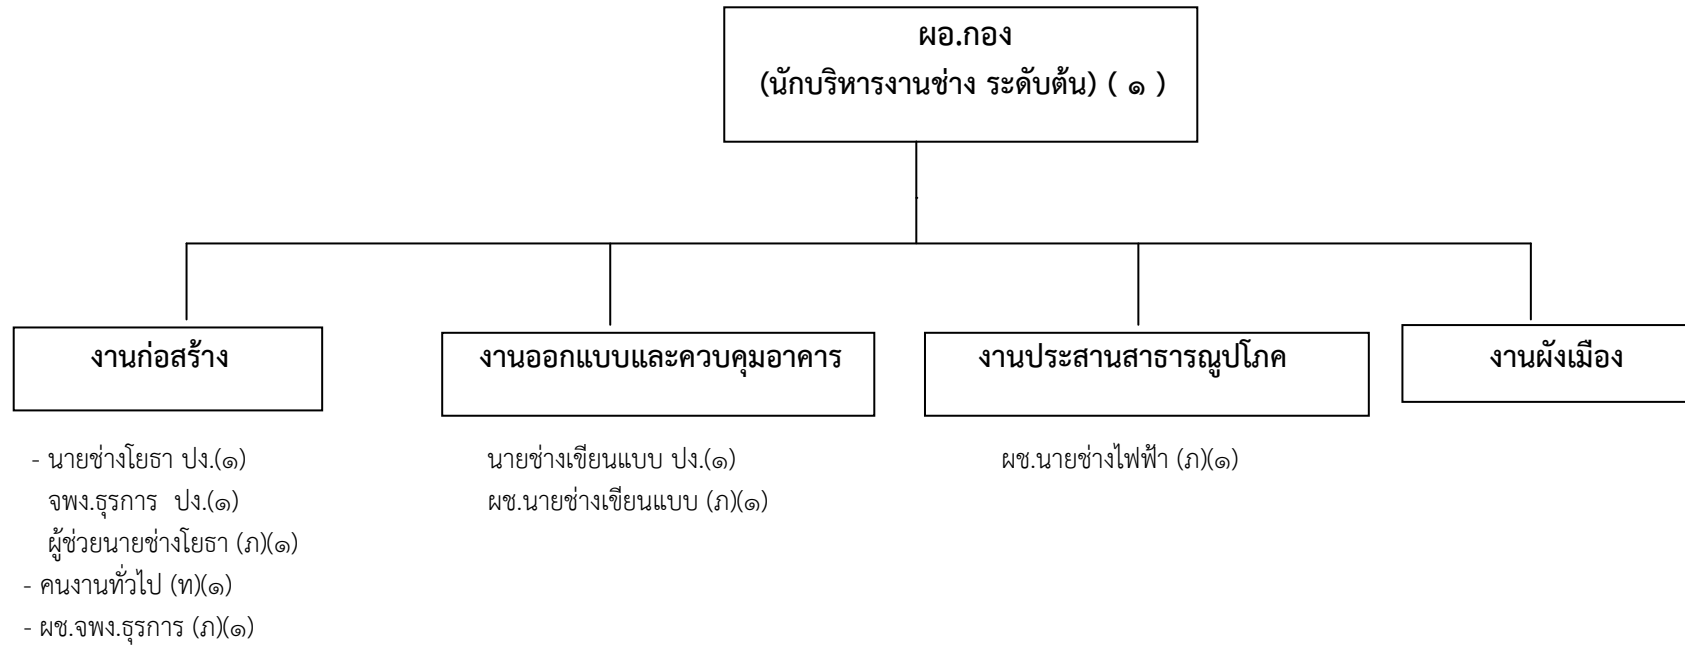 ผอ.กอง
(นักบริหารงานช่าง ระดับต้น) ( ๑ )
งานก่อสร้าง
งานออกแบบและควบคุมอาคาร
งานประสานสาธารณูปโภค
งานผังเมือง
- นายช่างโยธา ปง.(๑)
จพง.ธุรการ ปง.(๑)
ผู้ช่วยนายช่างโยธา (ภ)(๑)
- คนงานทั่วไป (ท)(๑)
- ผช.จพง.ธุรการ (ภ)(๑)
นายช่างเขียนแบบ ปง.(๑)
ผช.นายช่างเขียนแบบ (ภ)(๑)
ผช.นายช่างไฟฟ้า (ภ)(๑)